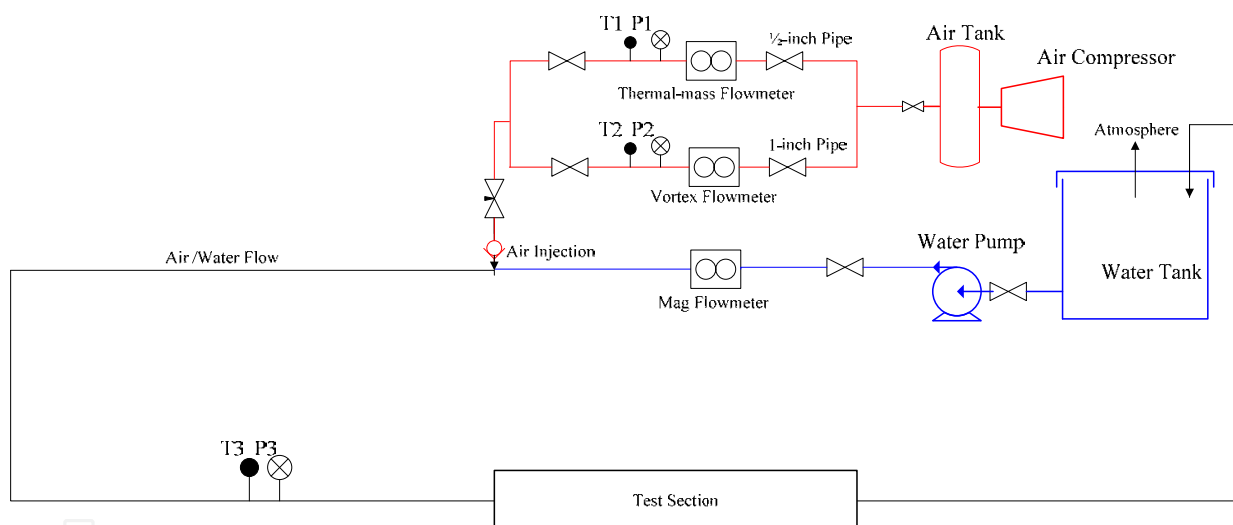 T1 P1
½-inch Pipe
Air Tank
Air Compressor
Thermal-mass Flowmeter
T2 P2
1-inch Pipe
Atmosphere
Vortex Flowmeter
Air Injection
Water Pump
Air /Water Flow
Water Tank
Mag Flowmeter
T3 P3
Test Section